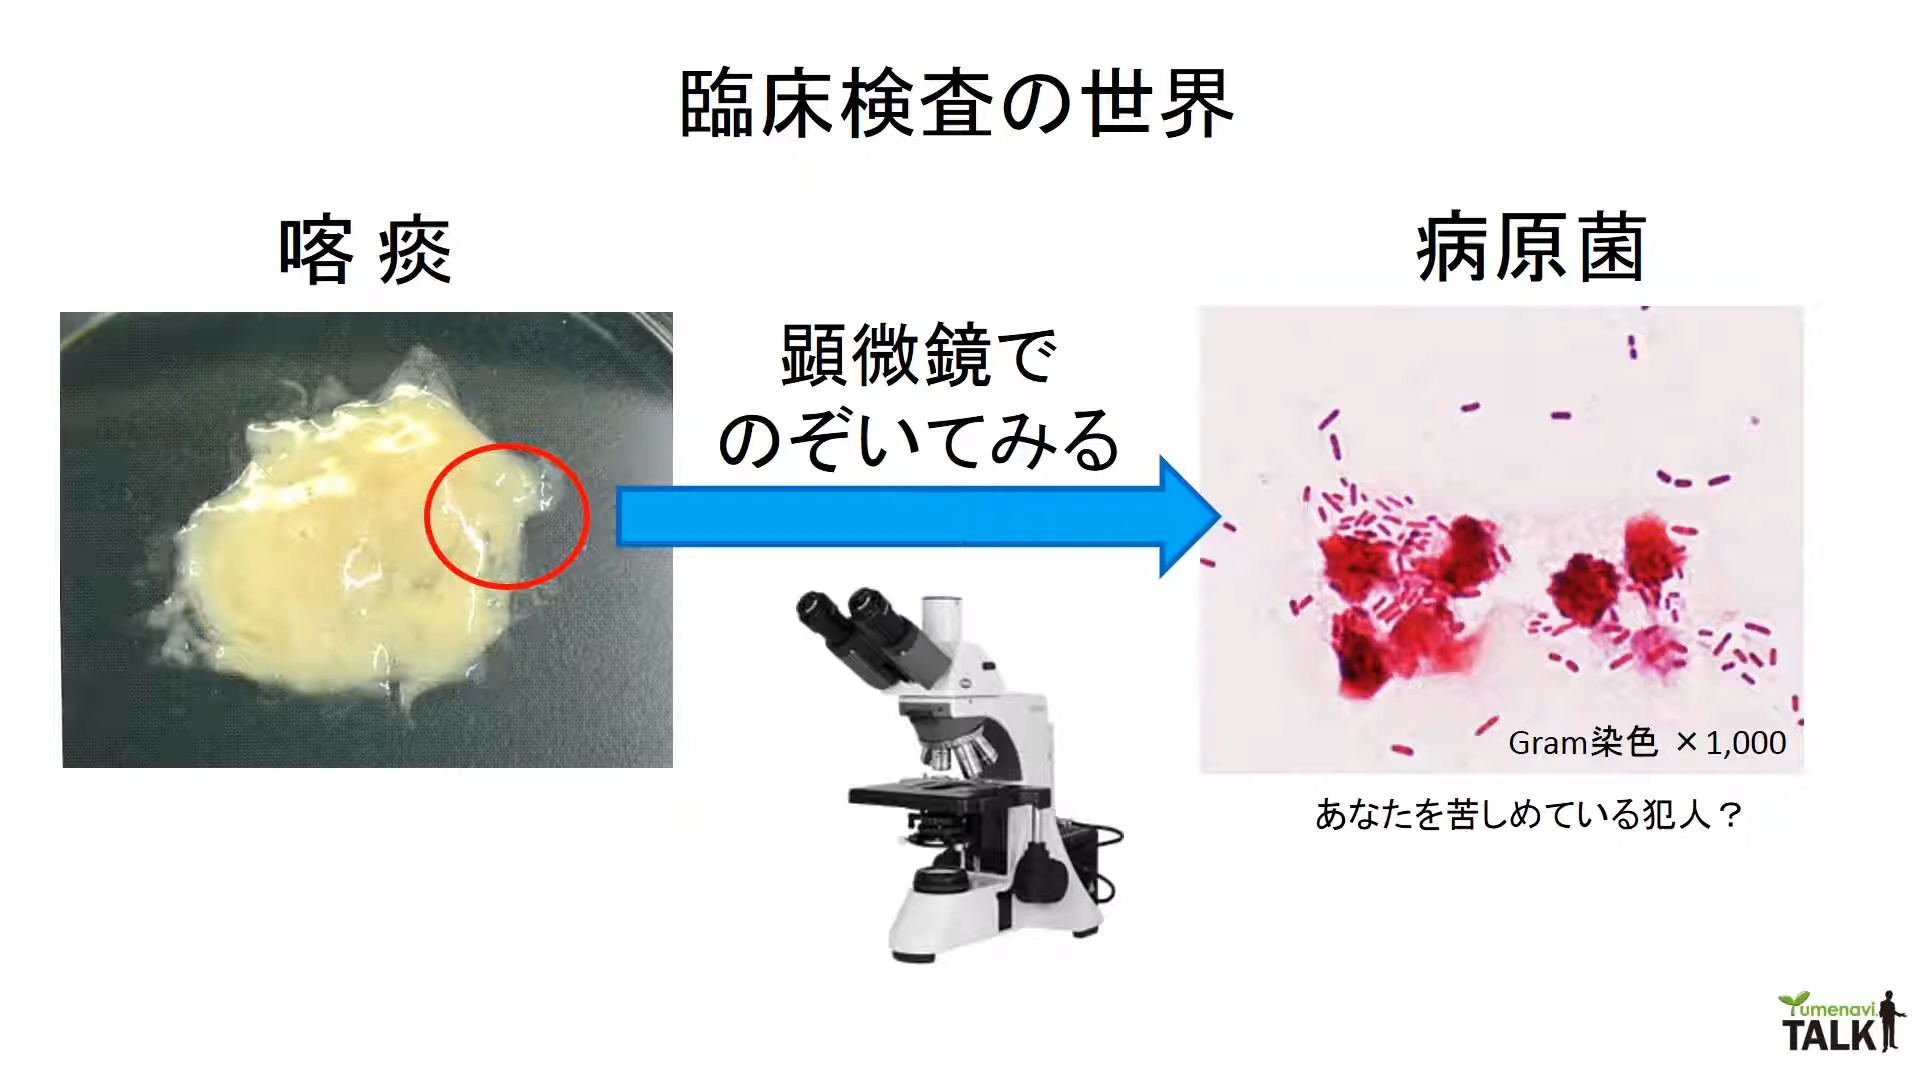 臨床検査の世界
喀痰
病原菌
顕微鏡で
のぞいてみる
Gram染色 ×1,000
あなたを苦しめている犯人？
Yumenavi
TALK